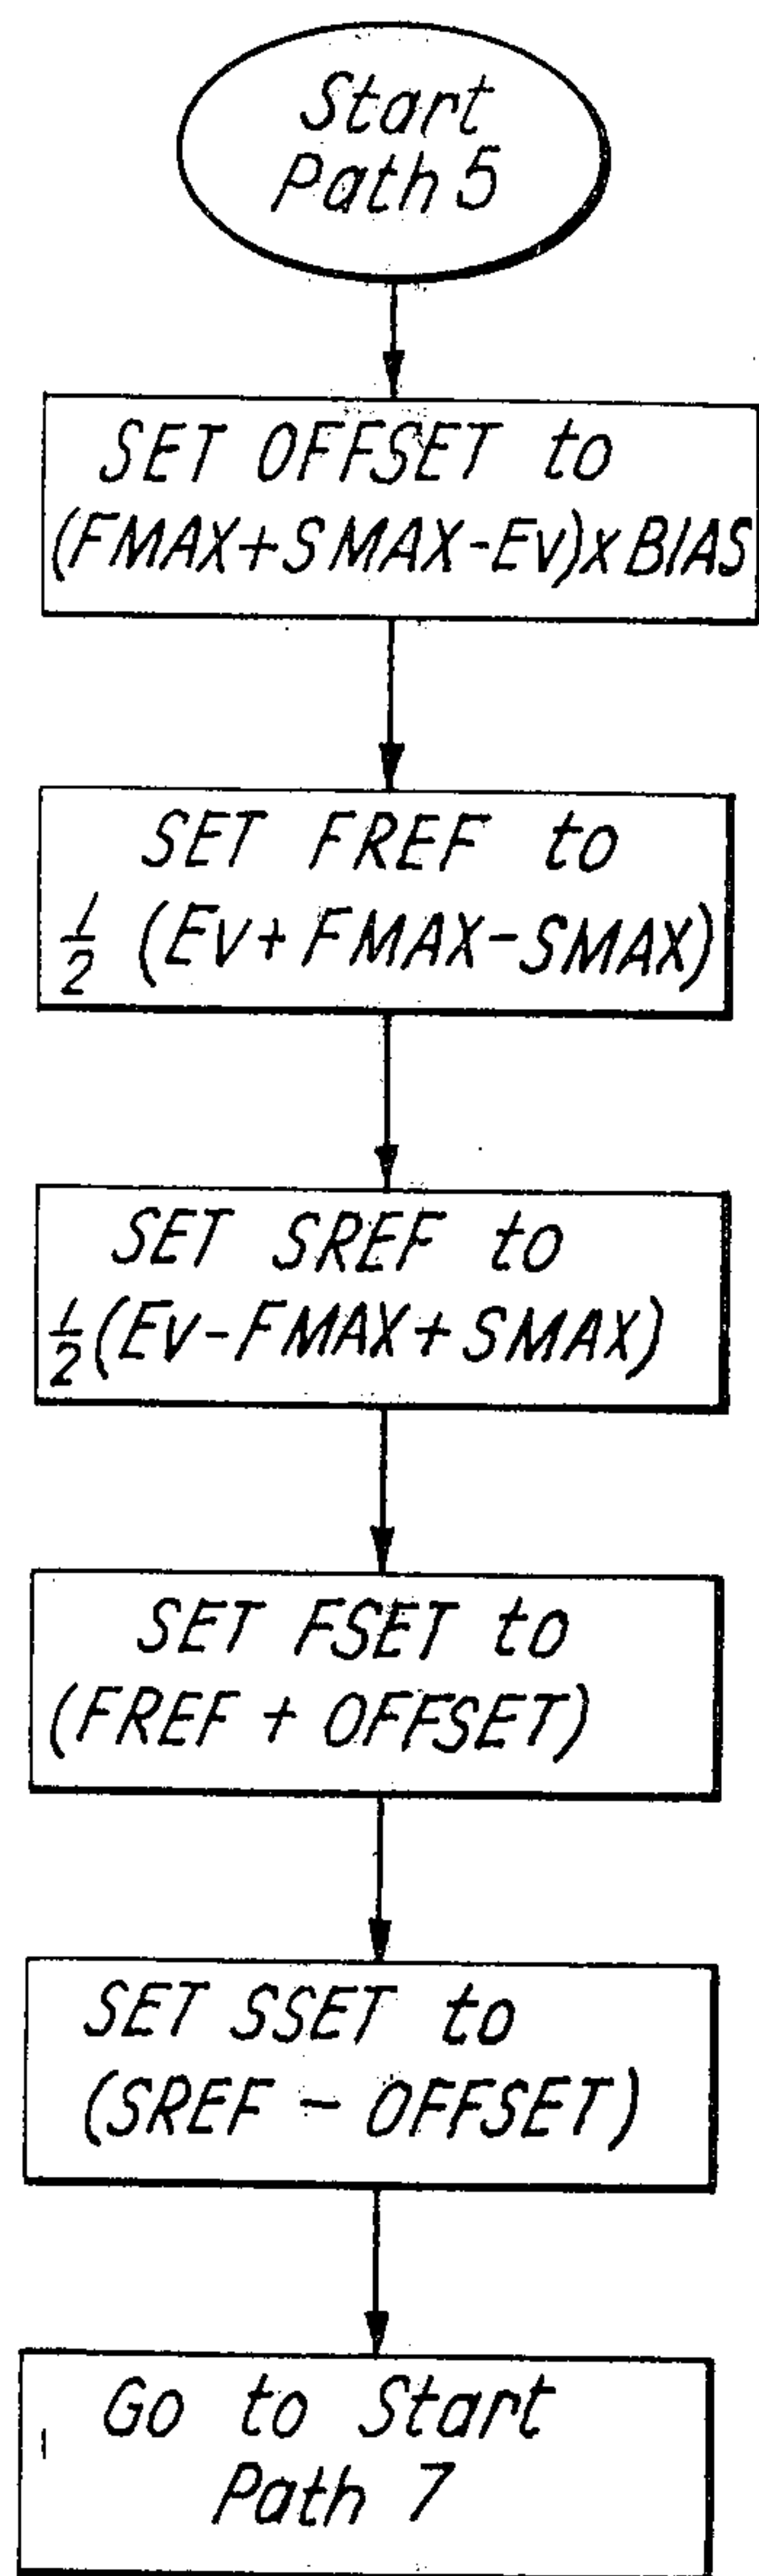 Start
Path 5
SET OFFSET to
(FMAX+SMAX-Ev)xBIAS
SET FREF to
1/2 (Ev+FMAX-SMAX)
SET SREF to
1/2(Ev-FMAX+SMAX)
SET FSET to
(FREF + OFFSET)
SET SSET to
(SREF - OFFSET)
Go to Start
Path 7